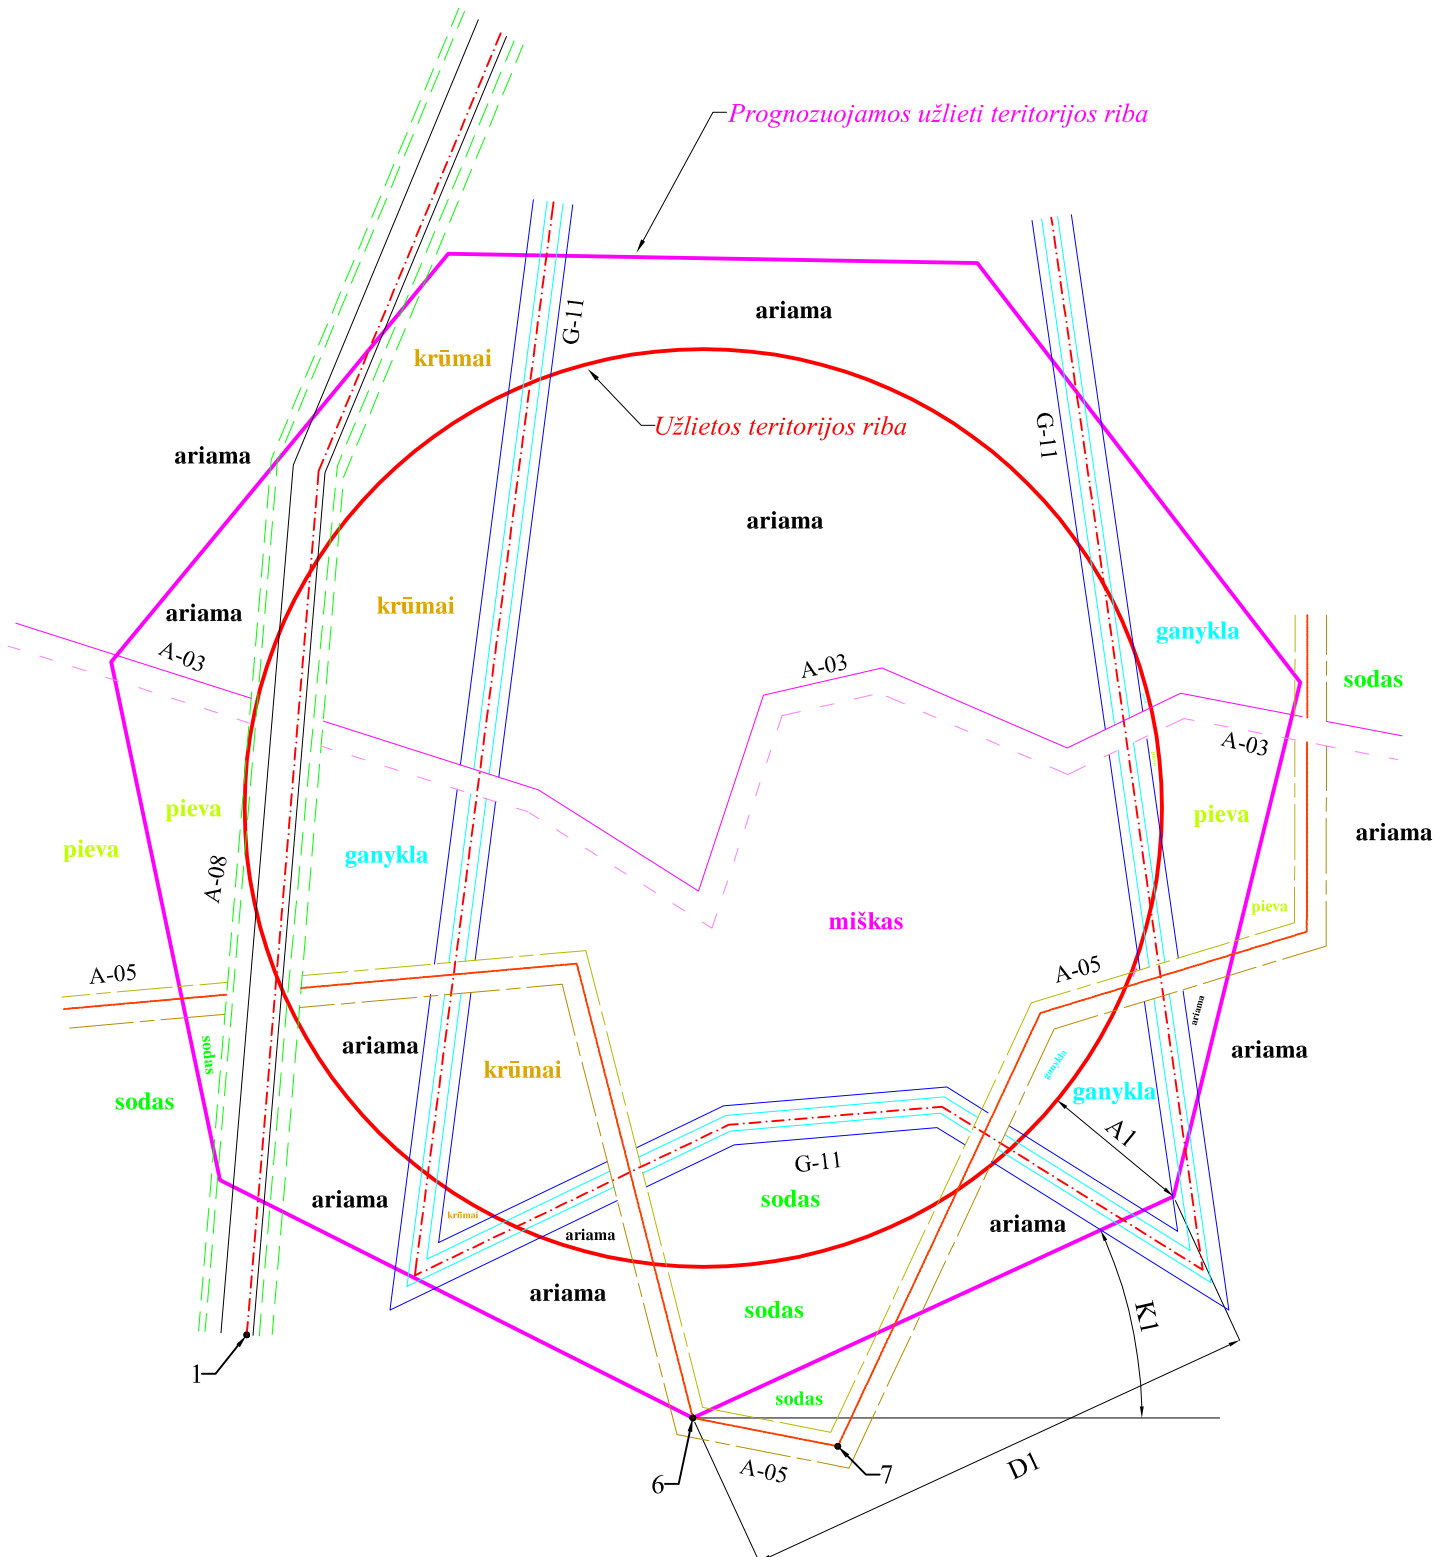 Prognozuojamos užlieti teritorijos riba
G-11
ariama
krūmai
Užlietos teritorijos riba
G-11
ariama
ariama
ariama
krūmai
ganykla
A-03
A-03
sodas
A-03
pieva
pieva
pieva
ariama
A-08
ganykla
pieva
miškas
A-05
A-05
ariama
sodas
ariama
krūmai
ganykla
ariama
sodas
ganykla
A1
G-11
ariama
sodas
krūmai
ariama
ariama
ariama
sodas
K1
1
sodas
D1
A-05
6
7